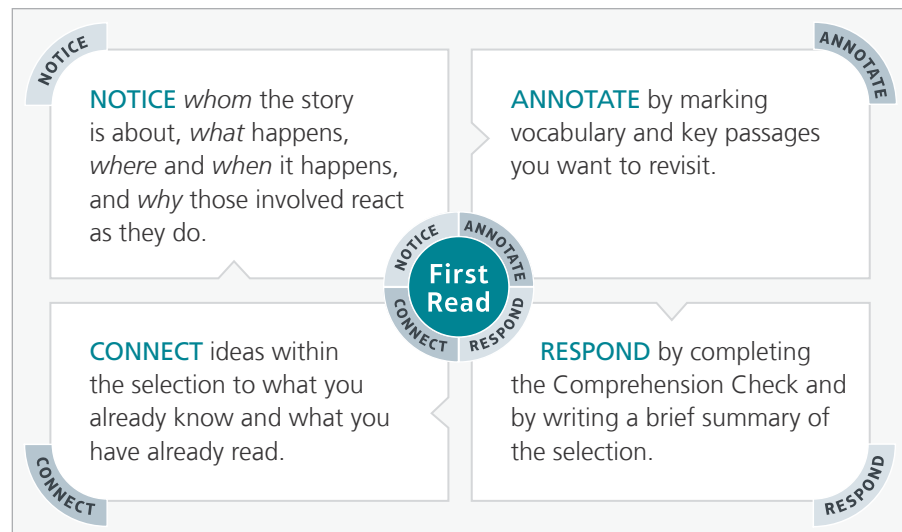 NOTICE
ANNOTATE
NOTICE whom the story
is about, what happens,
where and when it happens,
and why those involved react
as they do.
ANNOTATE by marking
vocabulary and key passages
you want to revisit.
NOTICE
ANNOTATE
First
Read
CONNECT
RESPOND
CONNECT ideas within
the selection to what you
already know and what you
have already read.
RESPOND by completing
the Comprehension Check and
by writing a brief summary of
the selection.
CONNECT
RESPOND